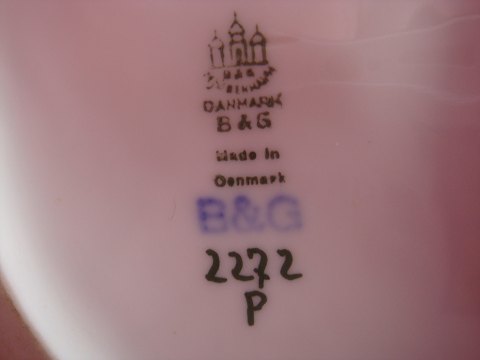 B&G
DANMARK
B & G
Made in
Denmark
B&G
2272
P